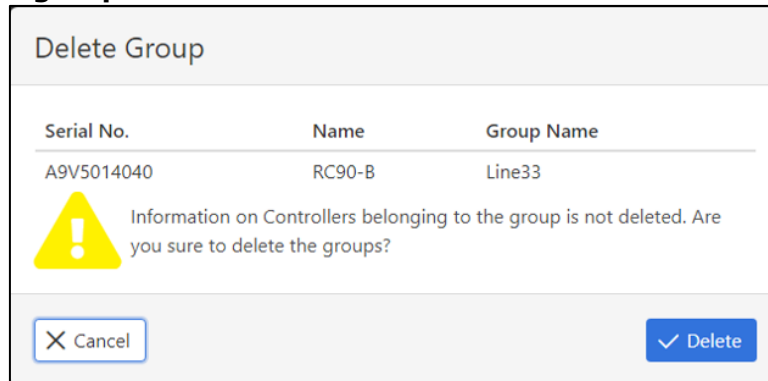 Delete Group
Serial No. Name Group Name
A9V5014040 RC90-B Line33
Information on Controllers belonging to the group is not deleted. Are
you sure to delete the groups?
Cancel Delete